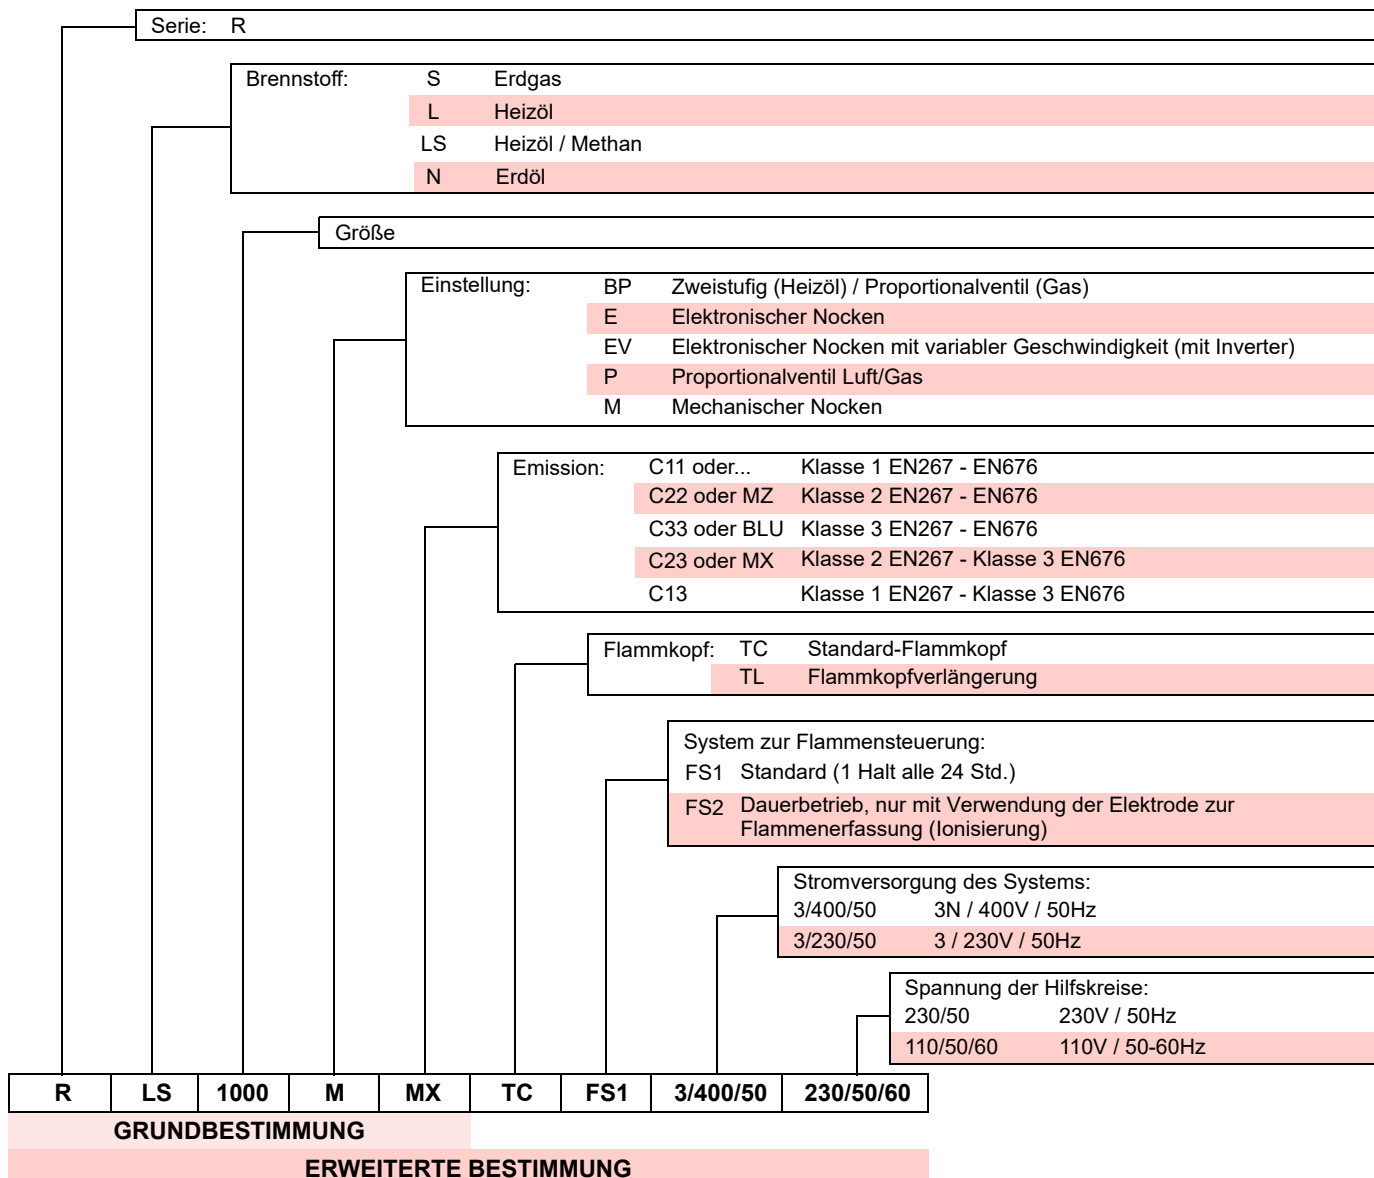 Serie: R
Brennstoff: S Erdgas
L Heizöl
LS Heizöl / Methan
N Erdöl
Größe
Einstellung: BP Zweistufig (Heizöl) / Proportionalventil (Gas)
E Elektronischer Nocken
EV Elektronischer Nocken mit variabler Geschwindigkeit (mit Inverter)
P Proportionalventil Luft/Gas
M Mechanischer Nocken
Emission: C11 oder... Klasse 1 EN267 - EN676
C22 oder MZ Klasse 2 EN267 - EN676
C33 oder BLU Klasse 3 EN267 - EN676
C23 oder MX Klasse 2 EN267 - Klasse 3 EN676
C13 Klasse 1 EN267 - Klasse 3 EN676
Flammkopf: TC Standard-Flammkopf
TL Flammkopfverlängerung
System zur Flammensteuerung:
FS1 Standard (1 Halt alle 24 Std.)
FS2 Dauerbetrieb, nur mit Verwendung der Elektrode zur
Flammenerfassung (Ionisierung)
Stromversorgung des Systems:
3/400/50 3N / 400V / 50Hz
3/230/50 3 / 230V / 50Hz
Spannung der Hilfskreise:
230/50 230V / 50Hz
110/50/60 110V / 50-60Hz
R LS 1000 M MX TC FS1 3/400/50 230/50/60
GRUNDBESTIMMUNG
ERWEITERTE BESTIMMUNG